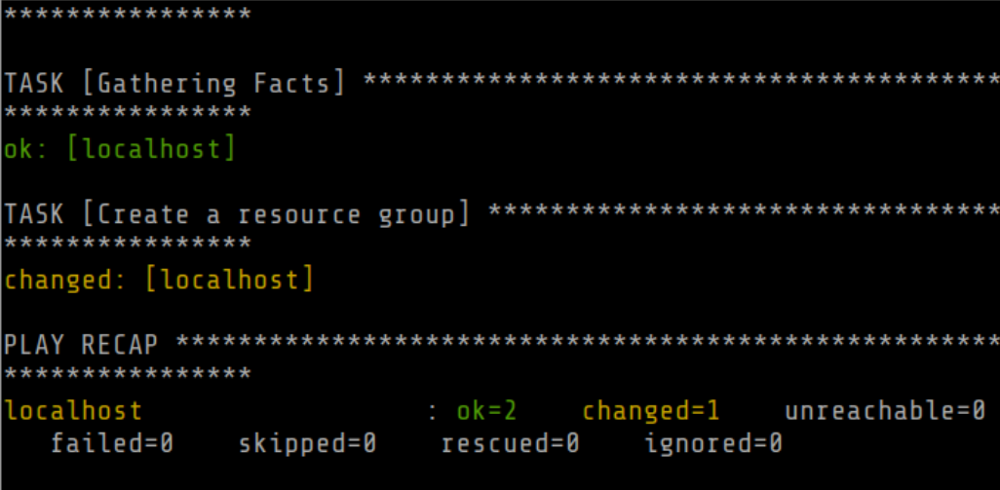 ****************
TASK [Gathering Facts] *****************************************
****************
ok: [localhost]
TASK [Create a resource group] *********************************
****************
changed: [localhost]
PLAY RECAP *****************************************************
****************
localhost : ok=2 changed=1 unreachable=0
failed=0 skipped=0 rescued=0 ignored=0